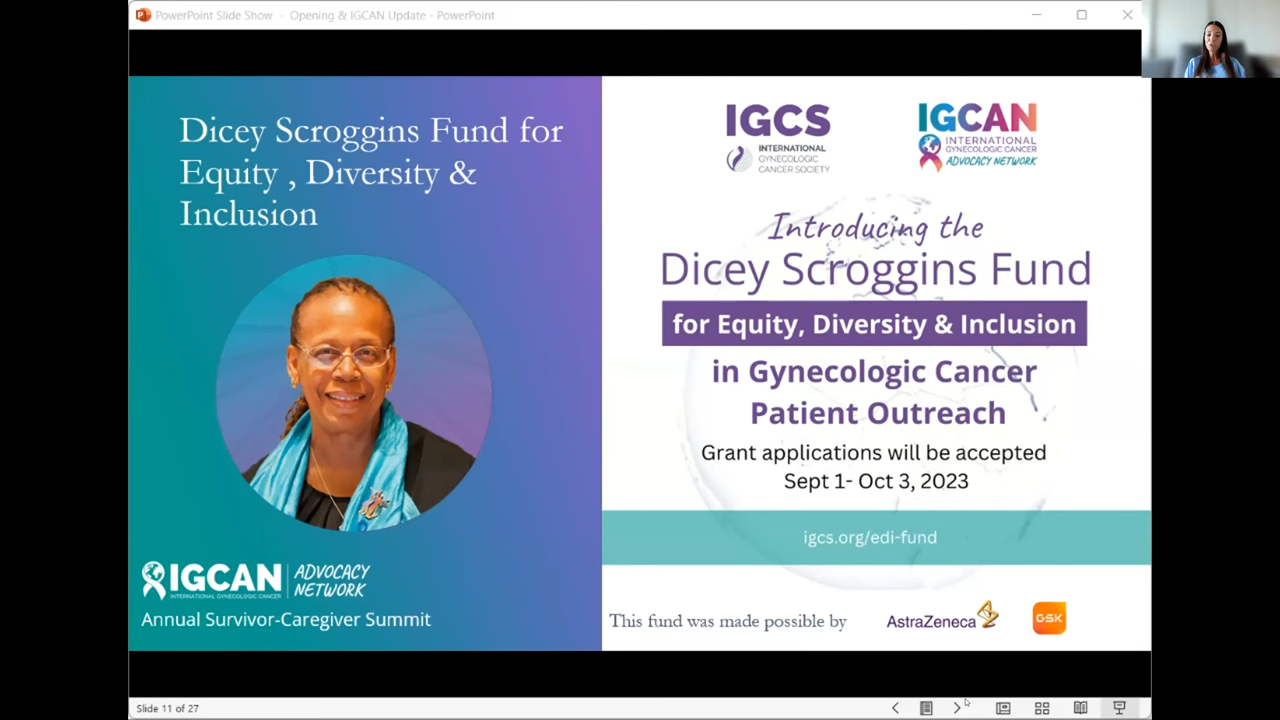 PowerPoint Slide Show - Opening & IGCAN Update - PowerPoint
Dicey Scroggins Fund for
Equity , Diversity &
Inclusion
IGCAN
INTERNATIONAL GYNECOLOGIC CANCER
ADVOCACY
NETWORK
Annual Survivor-Caregiver Summit
IGCS
INTERNATIONAL
GYNECOLOGIC
CANCER SOCIETY
IGCAN
INTERNATIONAL
GYNECOLOGIC CANCER
ADVOCACY NETWORK
Introducing the
Dicey Scroggins Fund
for Equity, Diversity & Inclusion
in Gynecologic Cancer
Patient Outreach
Grant applications will be accepted
Sept 1- Oct 3, 2023
igcs.org/edi-fund
This fund was made possible by
AstraZeneca
GSK
Slide 11 of 27